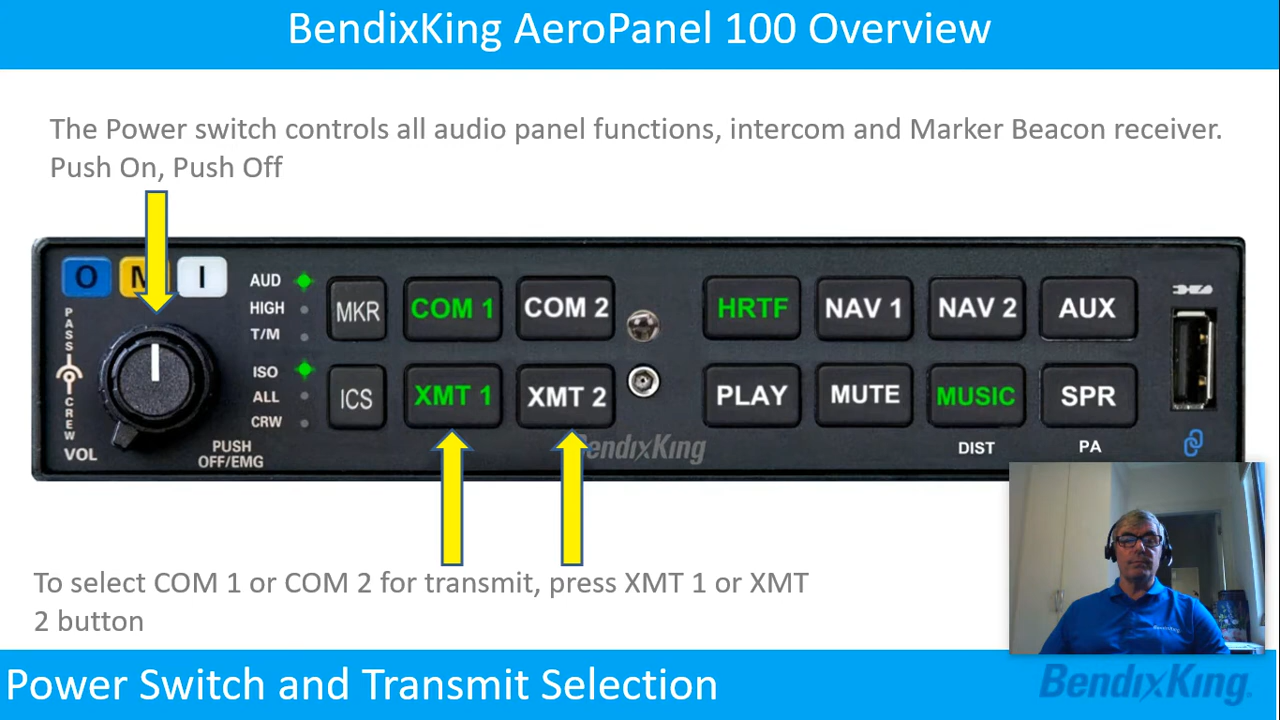 BendixKing AeroPanel 100 Overview
The Power switch controls all audio panel functions, intercom and Marker Beacon receiver.
Push On, Push Off
O M I
AUD
HIGH
T/M
MKR COM 1 COM 2 HRTF NAV 1 NAV 2 AUX
PASS
CREW
VOL
ISO
ALL
CRW
ICS XMT 1 XMT 2 PLAY MUTE MUSIC SPR
PUSH
OFF/EMG
BendixKing
DIST PA
To select COM 1 or COM 2 for transmit, press XMT 1 or XMT
2 button
Power Switch and Transmit Selection
BendixKing